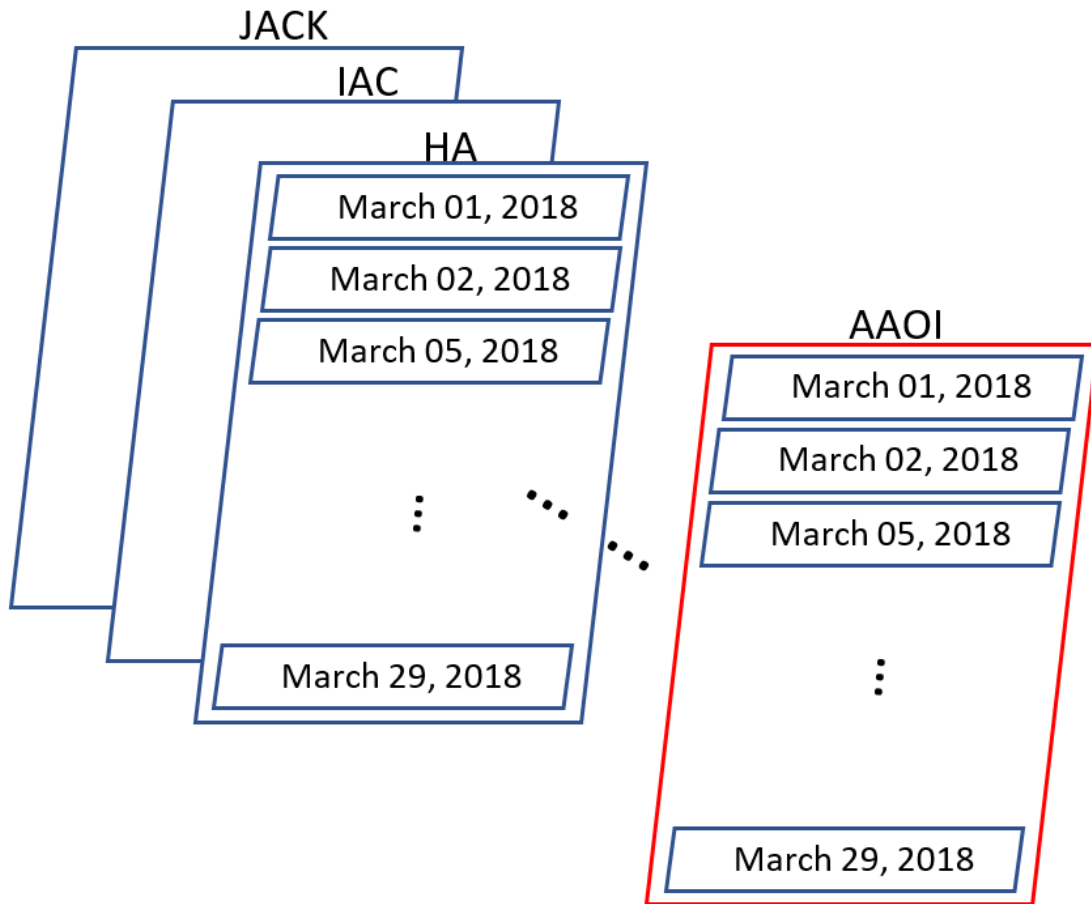 JACK
IAC
HA
March 01, 2018
March 02, 2018
March 05, 2018
March 29, 2018
AAOI
March 01, 2018
March 02, 2018
March 05, 2018
March 29, 2018